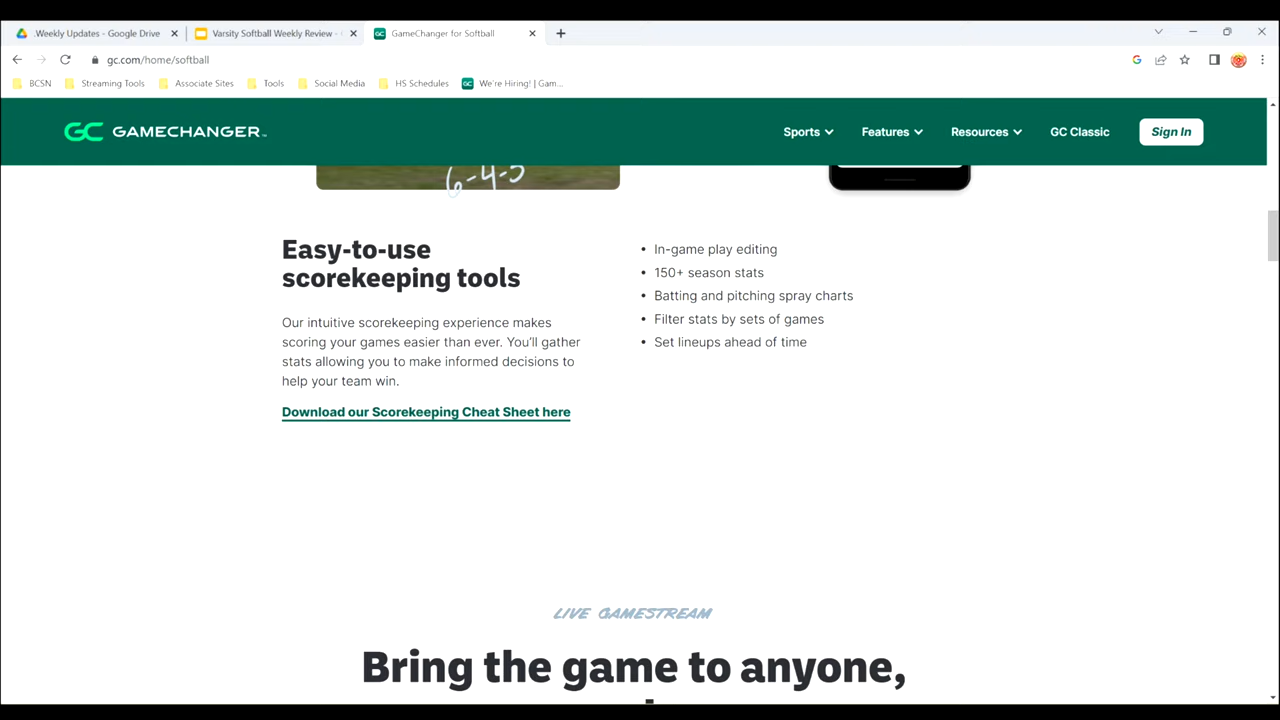 .Weekly Updates - Google Drive
Varsity Softball Weekly Review -
GameChanger for Softball
gc.com/home/softball
BCSN
Streaming Tools
Associate Sites
Tools
Social Media
HS Schedules
GC We're Hiring! | Gam...
GC GAMECHANGER
Sports
Features
Resources
GC Classic
Sign In
6-4-3
Easy-to-use
scorekeeping tools
Our intuitive scorekeeping experience makes
scoring your games easier than ever. You'll gather
stats allowing you to make informed decisions to
help your team win.
Download our Scorekeeping Cheat Sheet here
• In-game play editing
• 150+ season stats
• Batting and pitching spray charts
• Filter stats by sets of games
• Set lineups ahead of time
LIVE GAMESTREAM
Bring the game to anyone,